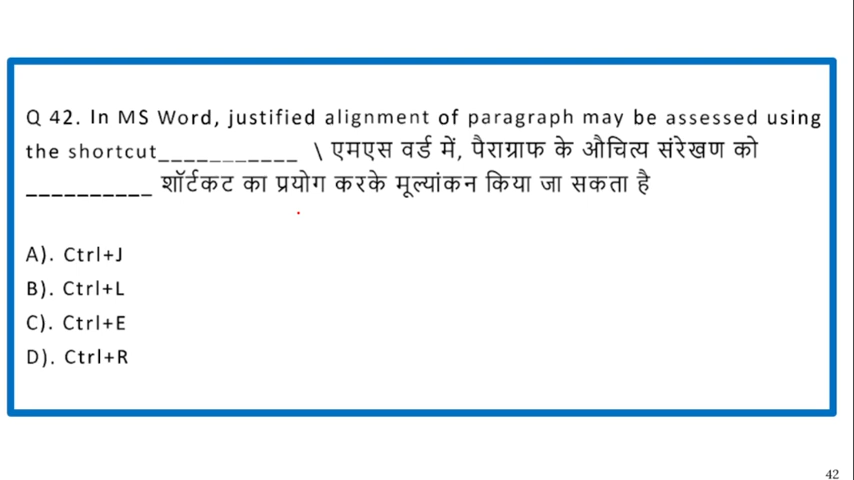 Q 42. In MS Word, justified alignment of paragraph may be assessed using
the shortcut___________ \ एमएस वर्ड में, पैराग्राफ के औचित्य संरेखण को
__________ शॉर्टकट का प्रयोग करके मूल्यांकन किया जा सकता है
A). Ctrl+J
B). Ctrl+L
C). Ctrl+E
D). Ctrl+R
42